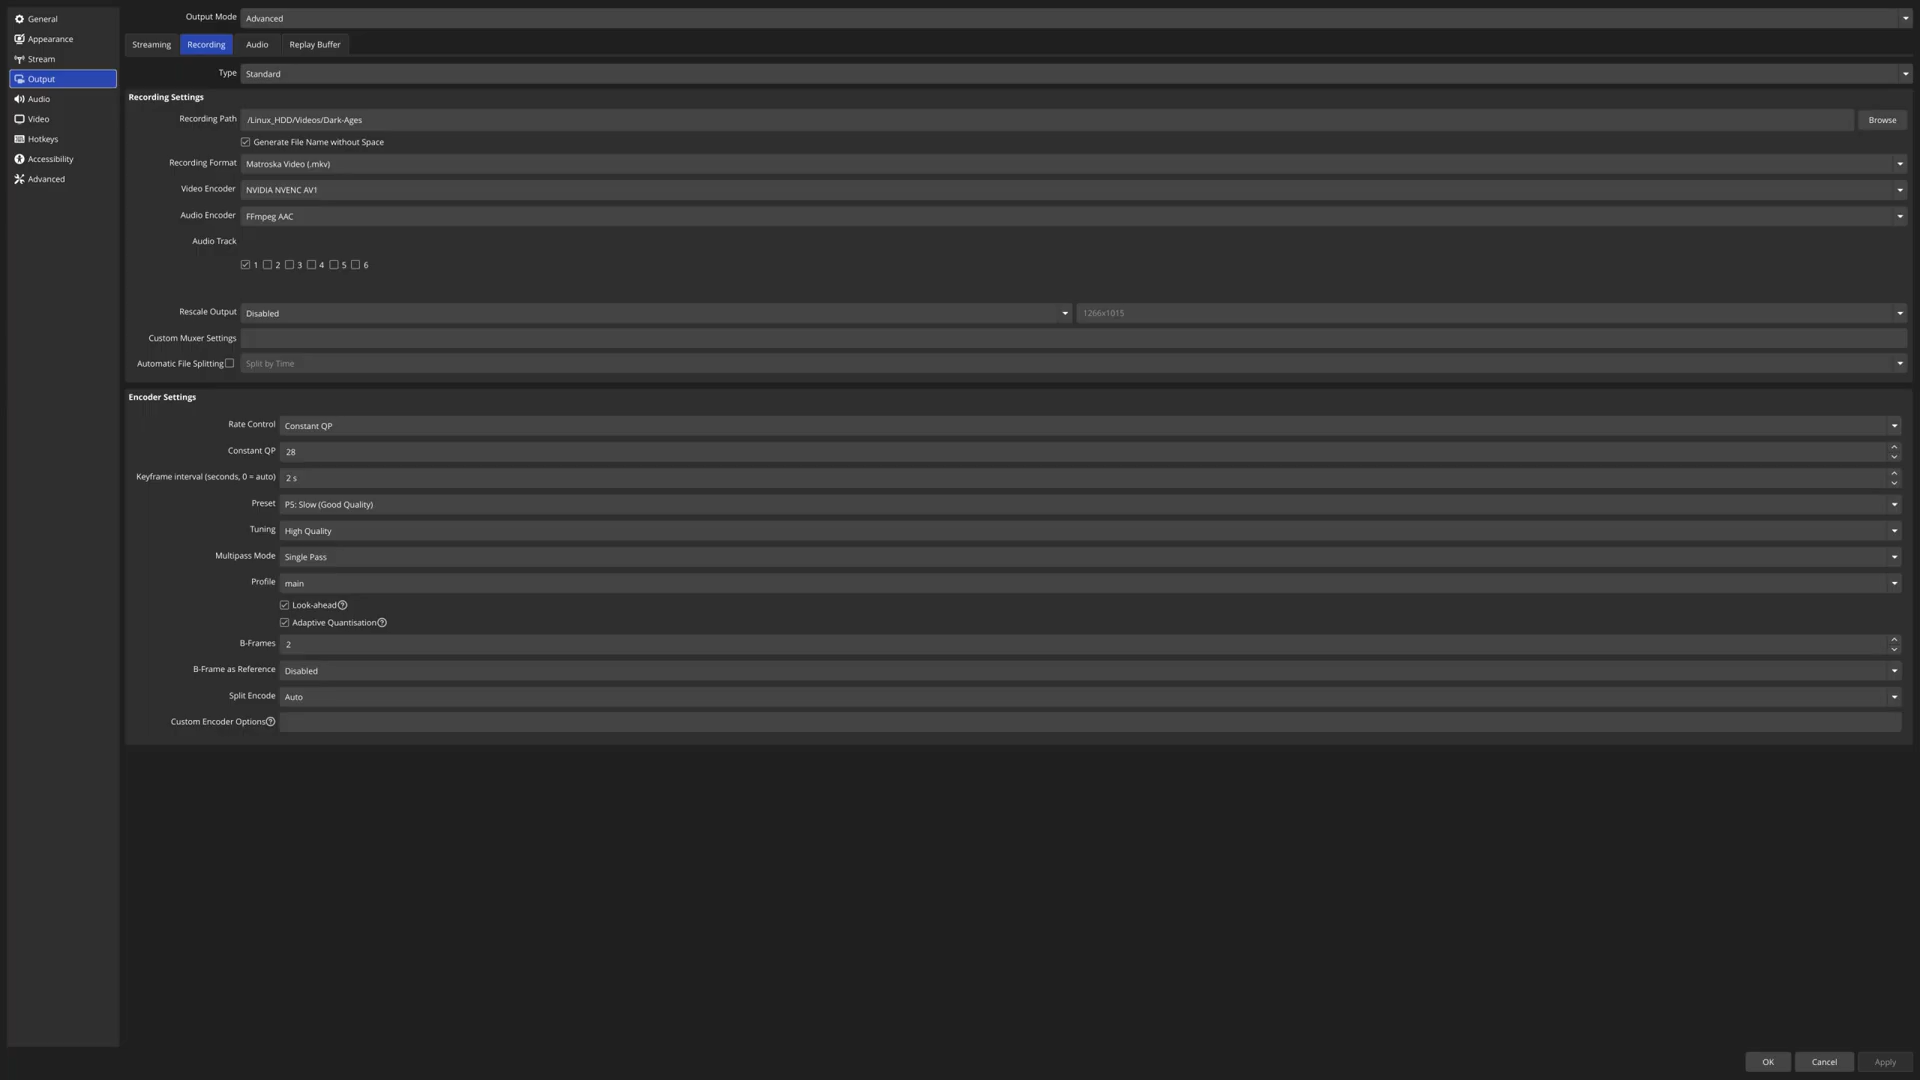 General
Appearance
Stream
Output
Audio
Video
Hotkeys
Accessibility
Advanced
Output Mode Advanced
Streaming Recording Audio Replay Buffer
Type Standard
Recording Settings
Recording Path /Linux_HDD/Videos/Dark-Ages Browse
Generate File Name without Space
Recording Format Matroska Video (.mkv)
Video Encoder NVIDIA NVENC AV1
Audio Encoder FFmpeg AAC
Audio Track
1 2 3 4 5 6
Rescale Output Disabled 1266x1015
Custom Muxer Settings
Automatic File Splitting Split by Time
Encoder Settings
Rate Control Constant QP
Constant QP 28
Keyframe interval (seconds, 0 = auto) 2 s
Preset P5: Slow (Good Quality)
Tuning High Quality
Multipass Mode Single Pass
Profile main
Look-ahead
Adaptive Quantisation
B-Frames 2
B-Frame as Reference Disabled
Split Encode Auto
Custom Encoder Options
OK Cancel Apply